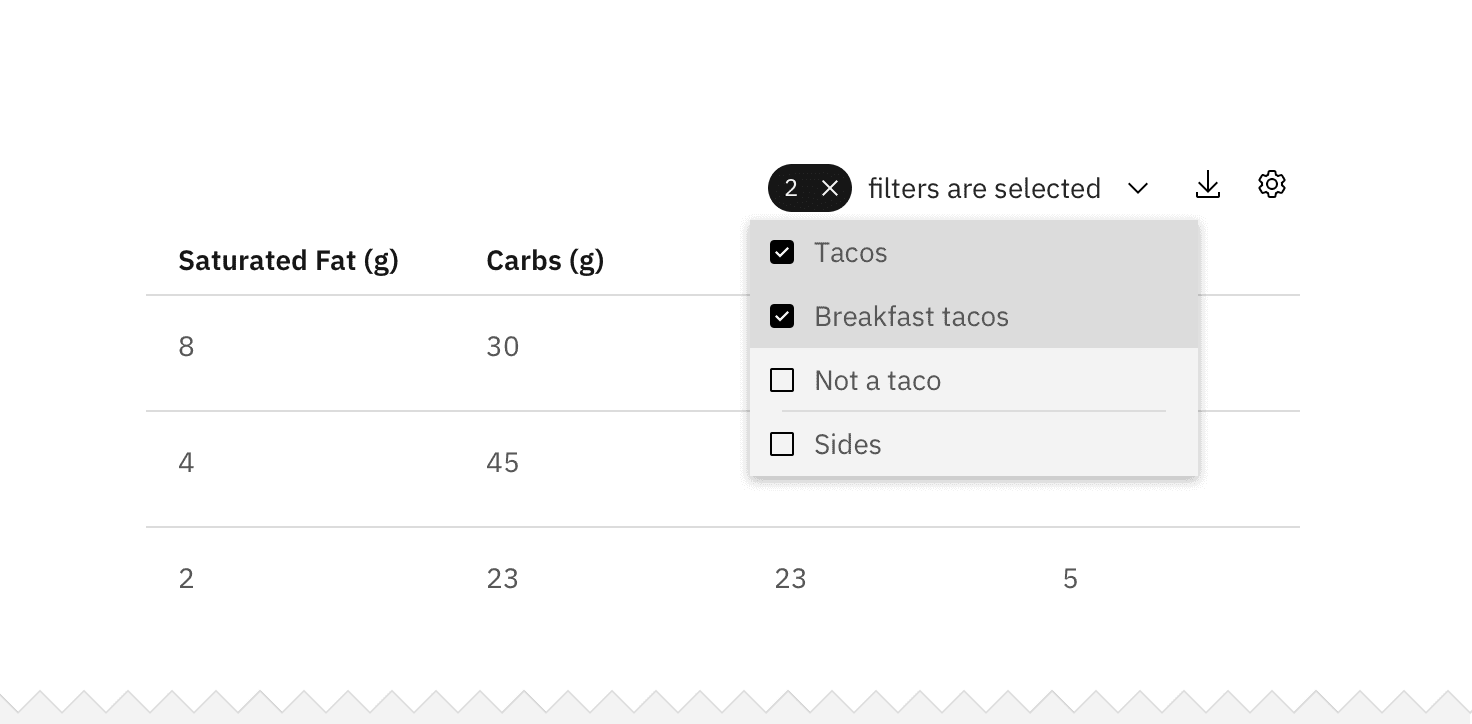 2 filters are selected
Saturated Fat (g) Carbs (g)
Tacos
Breakfast tacos
Not a taco
Sides
8 30
4 45
2 23 23 5